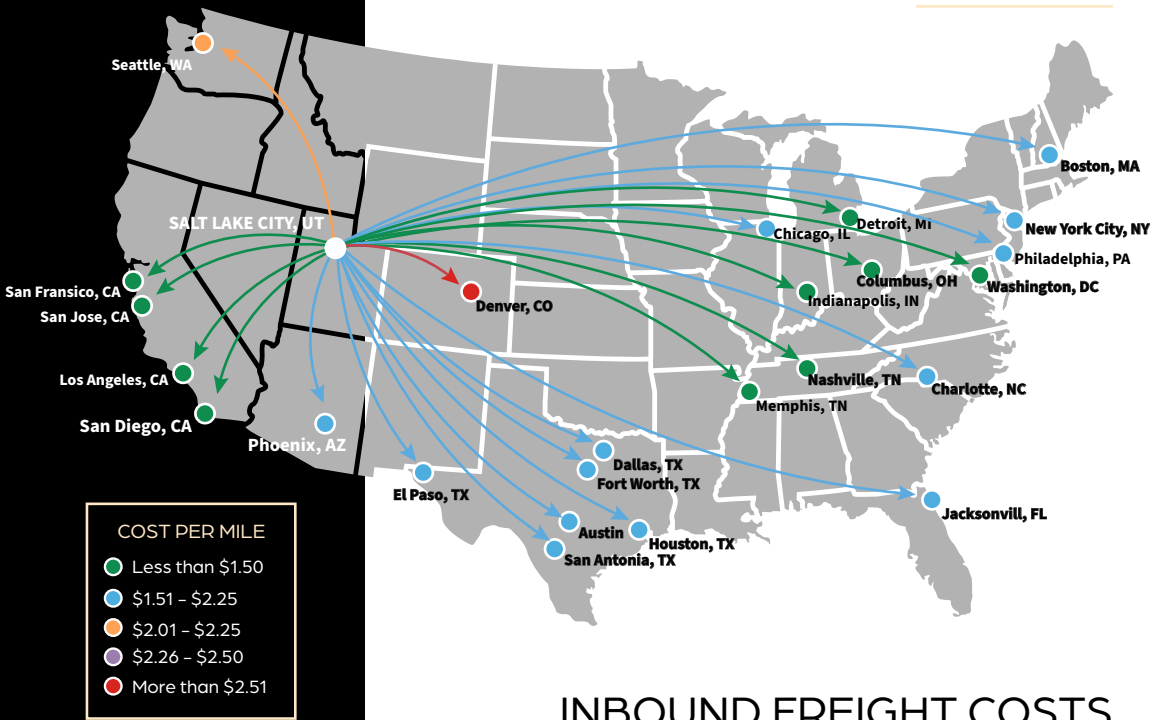 Seattle, WA
SALT LAKE CITY, UT
San Fransico, CA
San Jose, CA
Los Angeles, CA
San Diego, CA
Phoenix, AZ
Denver, CO
El Paso, TX
Dallas, TX
Fort Worth, TX
Austin
Houston, TX
San Antonia, TX
Boston, MA
New York City, NY
Philadelphia, PA
Washington, DC
Detroit, Mi
Chicago, IL
Columbus, OH
Indianapolis, IN
Nashville, TN
Memphis, TN
Charlotte, NC
Jacksonvill, FL
COST PER MILE
Less than $1.50
$1.51 – $2.25
$2.01 – $2.25
$2.26 – $2.50
More than $2.51
INBOUND FREIGHT COSTS